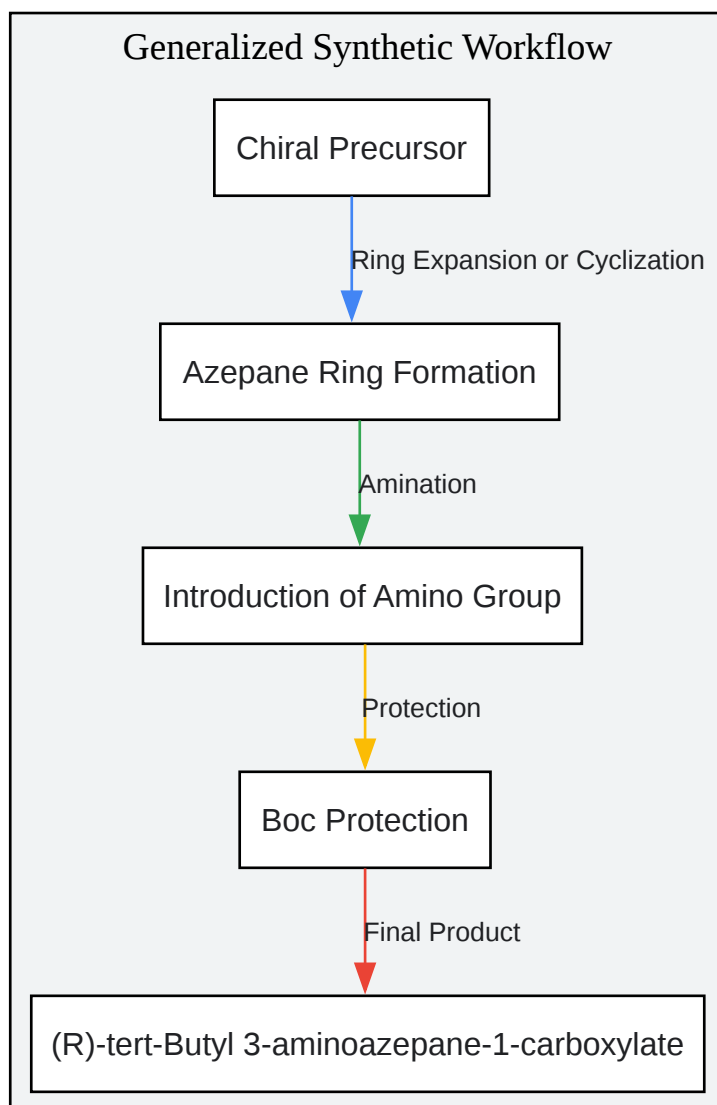 Generalized Synthetic Workflow
Chiral Precursor
Ring Expansion or Cyclization
Azepane Ring Formation
Amination
Introduction of Amino Group
Protection
Boc Protection
Final Product
(R)-tert-Butyl 3-aminoazepane-1-carboxylate